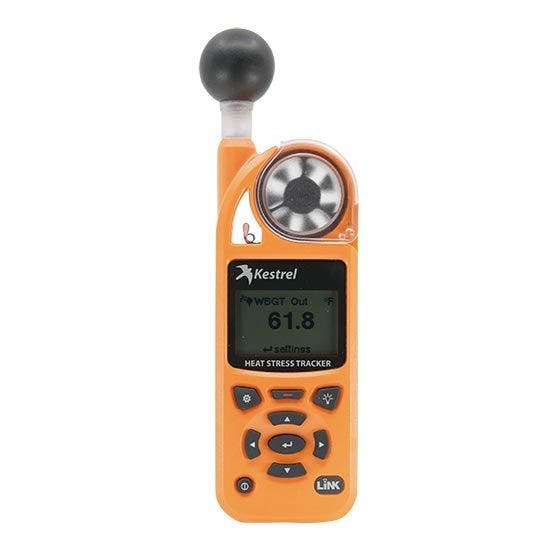 Kestrel
WBGT Out °F
61.8
↵ settings
HEAT STRESS TRACKER
LiNK